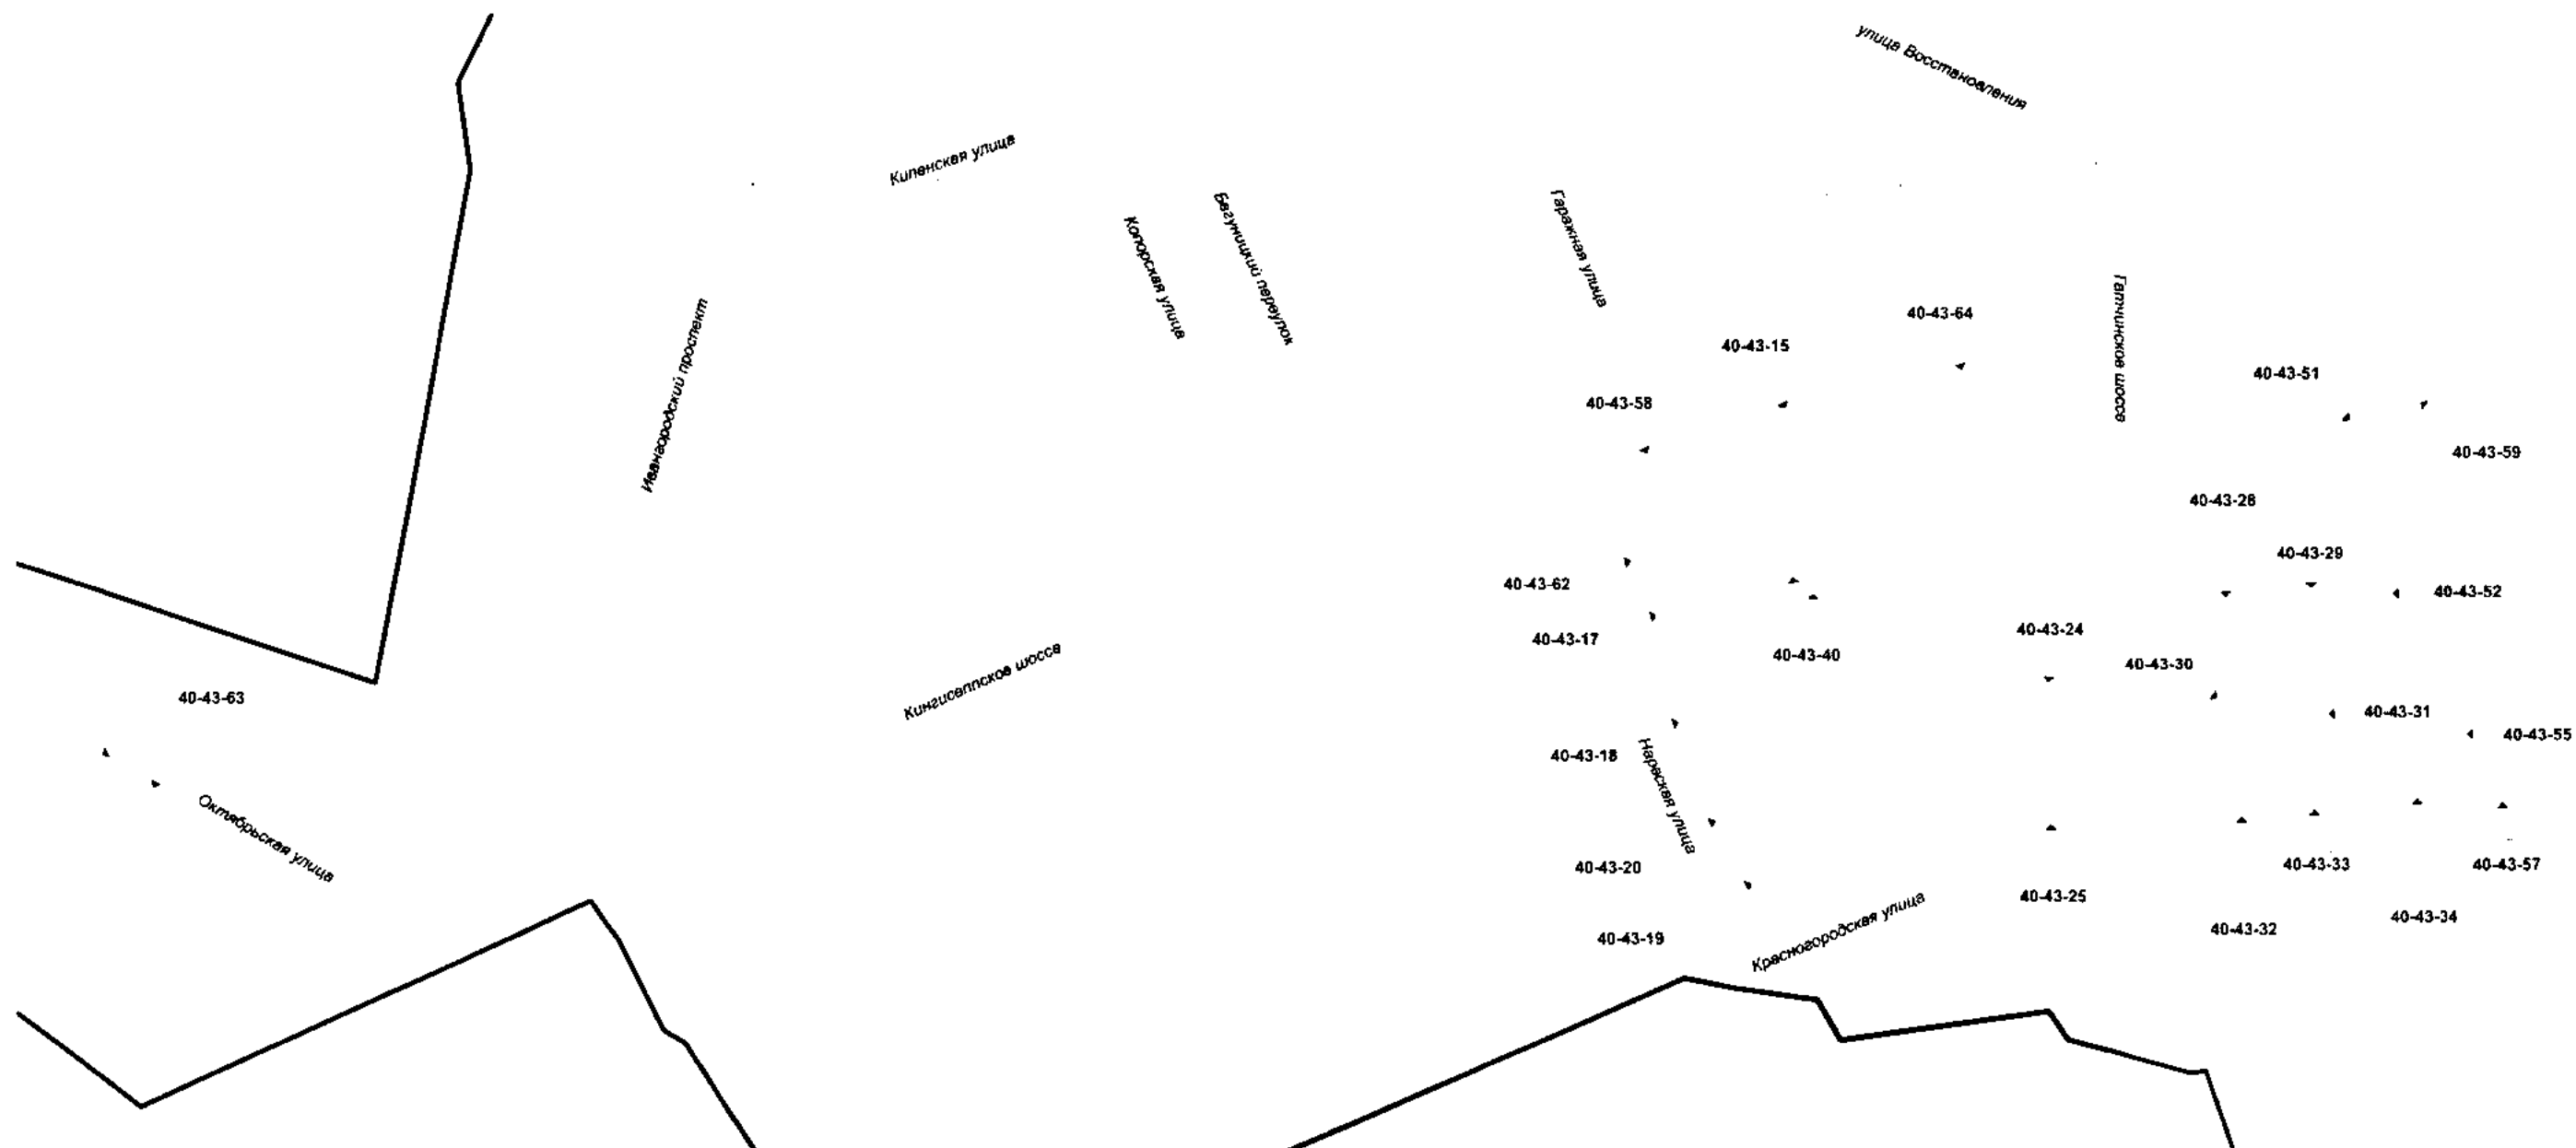 улица Восстановления
Кипенская улица
Копорская улица
Бегуницкий переулок
Гаражная улица
Гатчинское шоссе
Ивангородский проспект
40-43-64
40-43-15
40-43-51
40-43-58
40-43-59
40-43-28
40-43-29
40-43-62
40-43-52
40-43-24
40-43-17
40-43-40
40-43-30
Кингисеппское шоссе
40-43-63
40-43-31
40-43-55
40-43-18
Нарвская улица
Октябрьская улица
40-43-20
40-43-33
40-43-57
40-43-25
40-43-34
40-43-32
40-43-19
Красногородская улица